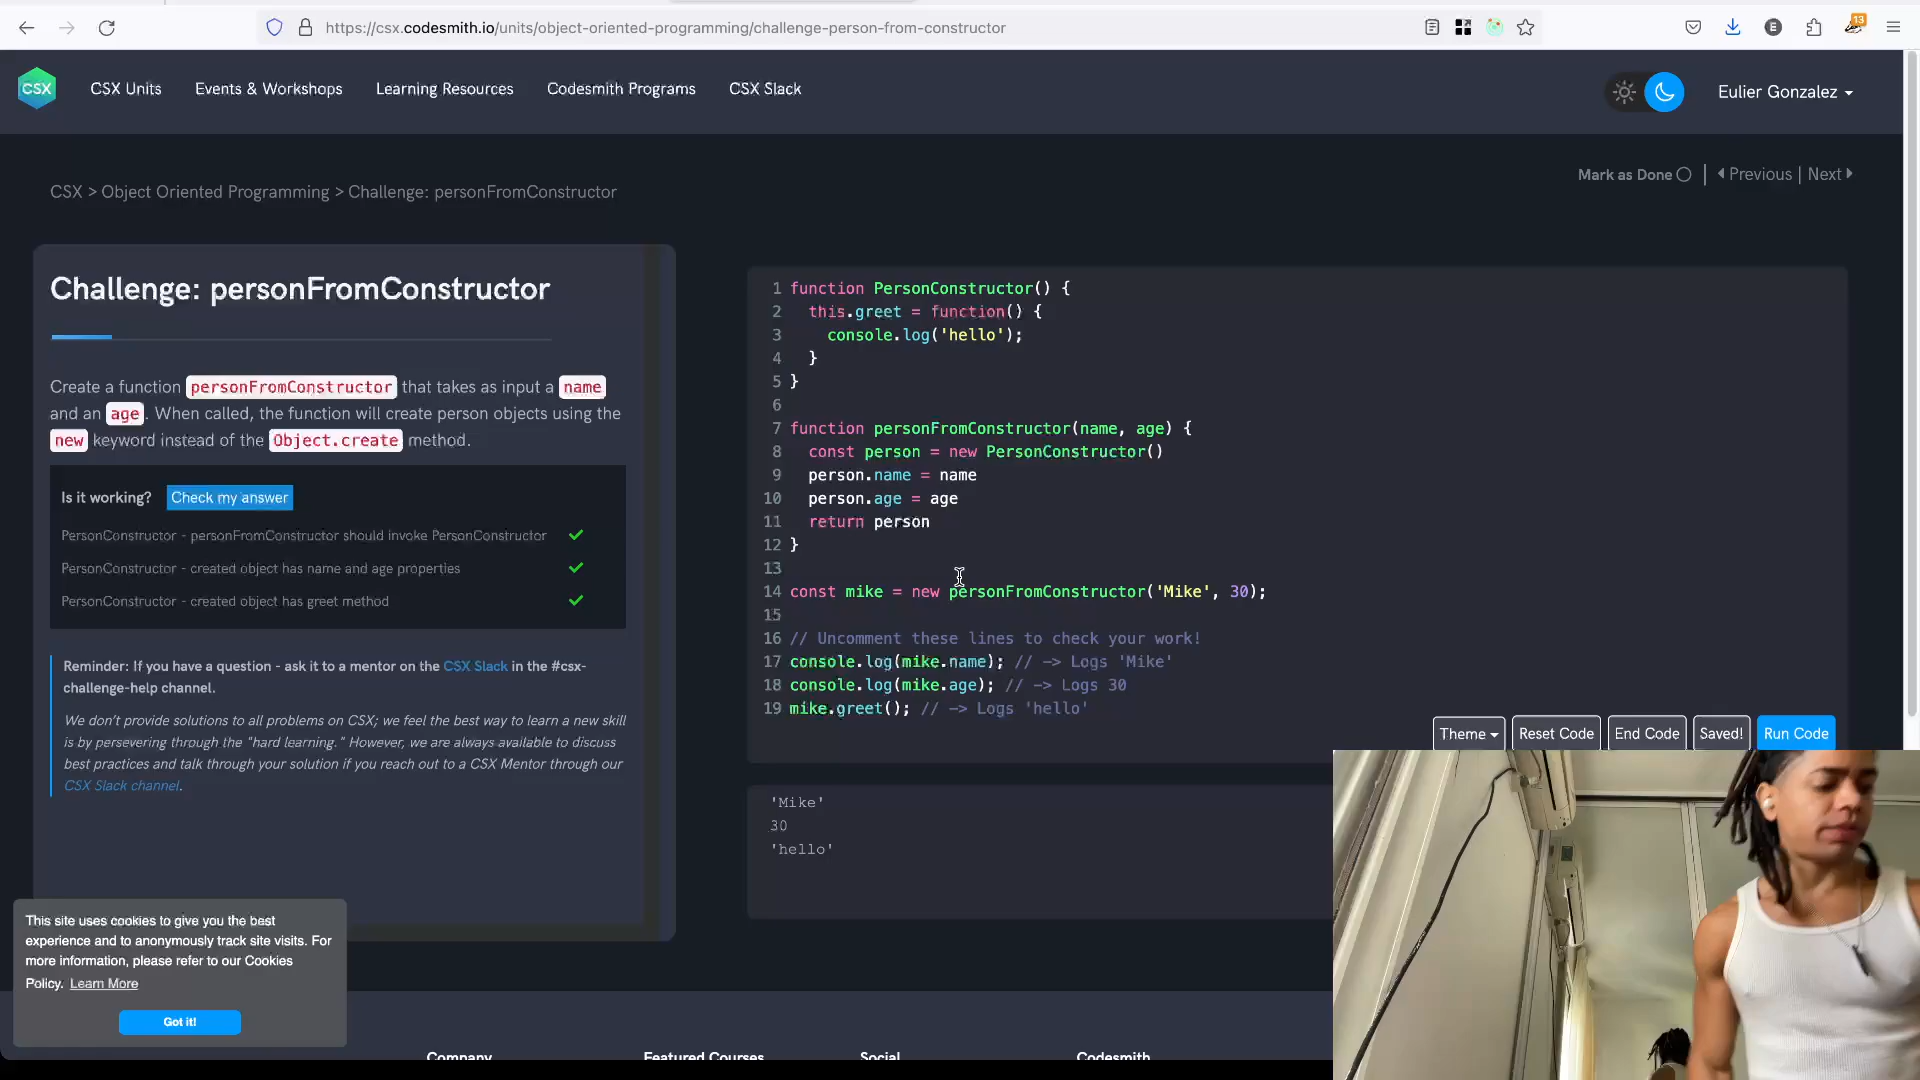 https://csx.codesmith.io/units/object-oriented-programming/challenge-person-from-constructor
E
13
CSX
CSX Units
Events & Workshops
Learning Resources
Codesmith Programs
CSX Slack
Eulier Gonzalez
CSX > Object Oriented Programming > Challenge: personFromConstructor
Mark as Done
Previous | Next
Challenge: personFromConstructor
Create a function personFromConstructor that takes as input a name
and an age. When called, the function will create person objects using the
new keyword instead of the Object.create method.
Is it working? Check my answer
PersonConstructor - personFromConstructor should invoke PersonConstructor
PersonConstructor - created object has name and age properties
PersonConstructor - created object has greet method
Reminder: If you have a question - ask it to a mentor on the CSX Slack in the #csx-
challenge-help channel.
We don't provide solutions to all problems on CSX; we feel the best way to learn a new skill
is by persevering through the "hard learning." However, we are always available to discuss
best practices and talk through your solution if you reach out to a CSX Mentor through our
CSX Slack channel.
1 function PersonConstructor() {
2 this.greet = function() {
3 console.log('hello');
4 }
5 }
6
7 function personFromConstructor(name, age) {
8 const person = new PersonConstructor()
9 person.name = name
10 person.age = age
11 return person
12 }
13
14 const mike = new personFromConstructor('Mike', 30);
15
16 // Uncomment these lines to check your work!
17 console.log(mike.name); // -> Logs 'Mike'
18 console.log(mike.age); // -> Logs 30
19 mike.greet(); // -> Logs 'hello'
Theme
Reset Code
End Code
Saved!
Run Code
'Mike'
30
'hello'
This site uses cookies to give you the best
experience and to anonymously track site visits. For
more information, please refer to our Cookies
Policy. Learn More
Got it!
Company
Featured Courses
Social
Codesmith